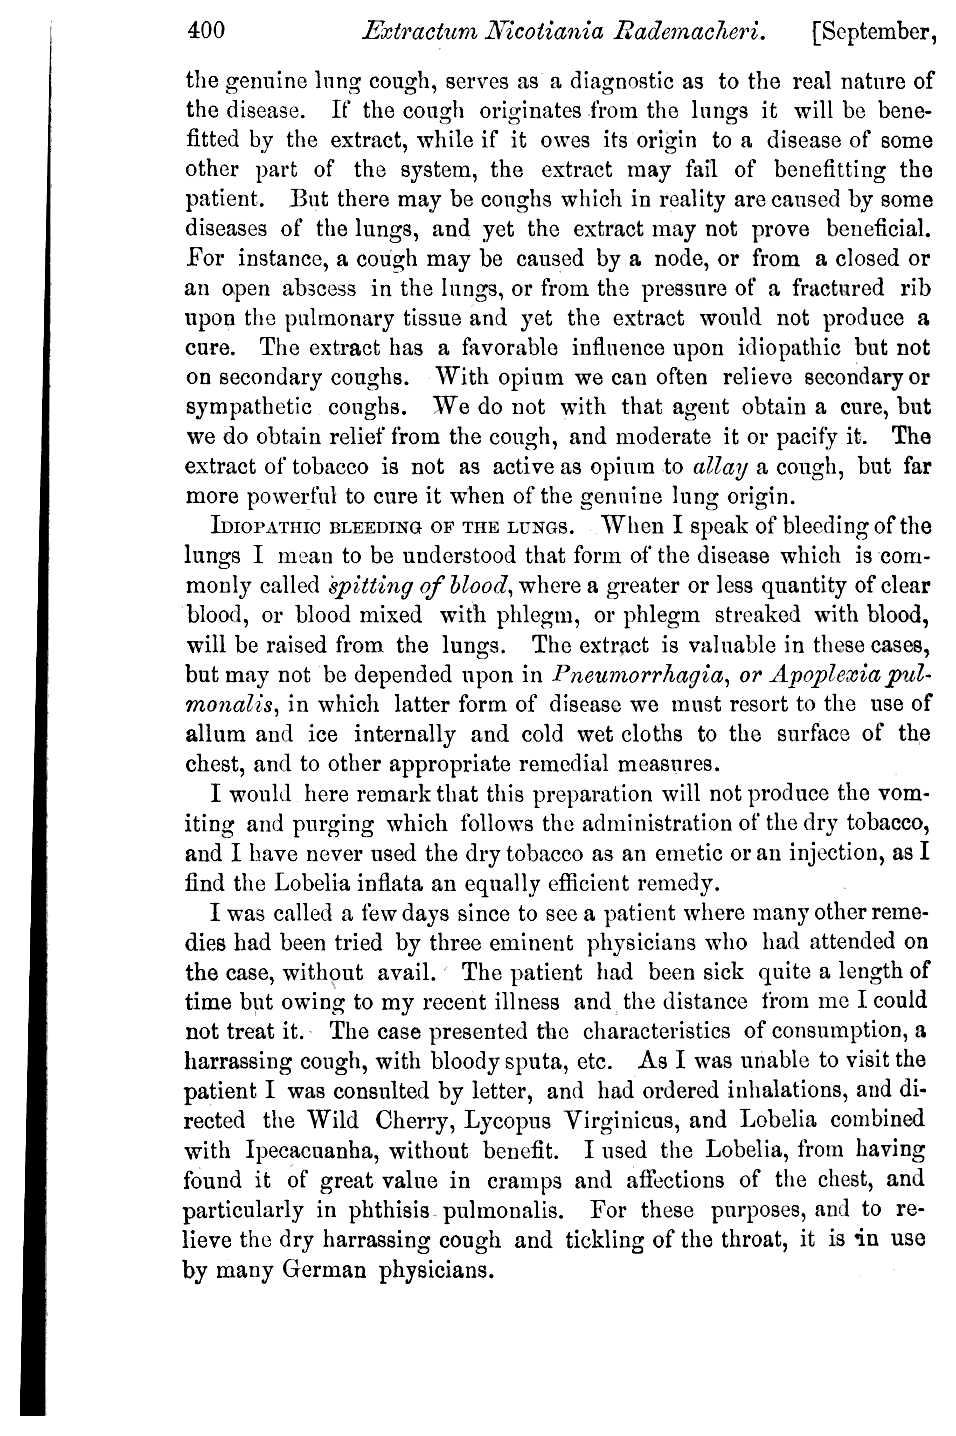 400 Extractum Nicotiania Rademacheri. [September,
the genuine lung cough, serves as a diagnostic as to the real nature of
the disease. If the cough originates from the lungs it will be bene-
fitted by the extract, while if it owes its origin to a disease of some
other part of the system, the extract may fail of benefitting the
patient. But there may be coughs which in reality are caused by some
diseases of the lungs, and yet the extract may not prove beneficial.
For instance, a cough may be caused by a node, or from a closed or
an open abscess in the lungs, or from the pressure of a fractured rib
upon the pulmonary tissue and yet the extract would not produce a
cure. The extract has a favorable influence upon idiopathic but not
on secondary coughs. With opium we can often relieve secondary or
sympathetic coughs. We do not with that agent obtain a cure, but
we do obtain relief from the cough, and moderate it or pacify it. The
extract of tobacco is not as active as opium to allay a cough, but far
more powerful to cure it when of the genuine lung origin.
IDIOPATHIC BLEEDING OF THE LUNGS. When I speak of bleeding of the
lungs I mean to be understood that form of the disease which is com-
monly called spitting of blood, where a greater or less quantity of clear
blood, or blood mixed with phlegm, or phlegm streaked with blood,
will be raised from the lungs. The extract is valuable in these cases,
but may not be depended upon in Pneumorrhagia, or Apoplexia pul-
monalis, in which latter form of disease we must resort to the use of
allum and ice internally and cold wet cloths to the surface of the
chest, and to other appropriate remedial measures.
I would here remark that this preparation will not produce the vom-
iting and purging which follows the administration of the dry tobacco,
and I have never used the dry tobacco as an emetic or an injection, as I
find the Lobelia inflata an equally efficient remedy.
I was called a few days since to see a patient where many other reme-
dies had been tried by three eminent physicians who had attended on
the case, without avail. The patient had been sick quite a length of
time but owing to my recent illness and the distance from me I could
not treat it. The case presented the characteristics of consumption, a
harrassing cough, with bloody sputa, etc. As I was unable to visit the
patient I was consulted by letter, and had ordered inhalations, and di-
rected the Wild Cherry, Lycopus Virginicus, and Lobelia combined
with Ipecacuanha, without benefit. I used the Lobelia, from having
found it of great value in cramps and affections of the chest, and
particularly in phthisis pulmonalis. For these purposes, and to re-
lieve the dry harrassing cough and tickling of the throat, it is in use
by many German physicians.